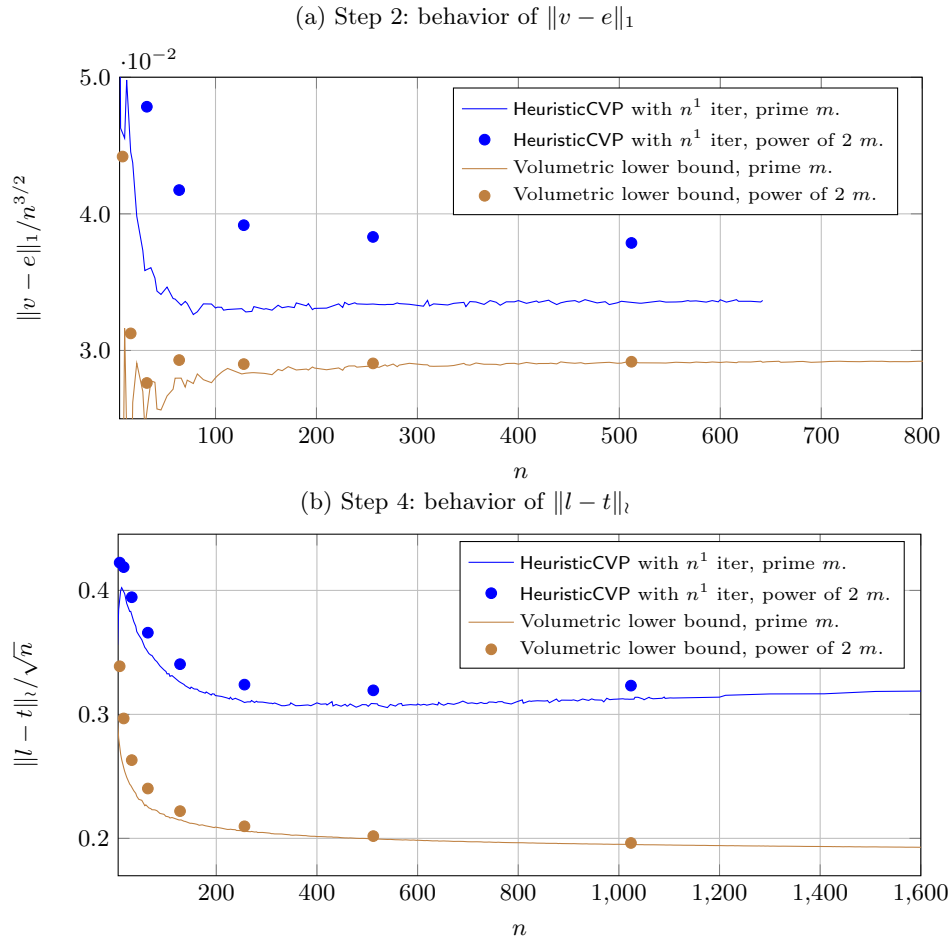 (a) Step 2: behavior of ‖v − e‖₁
·10⁻²
5.0
4.0
3.0
‖v − e‖₁/n^{3/2}
HeuristicCVP with n¹ iter, prime m.
HeuristicCVP with n¹ iter, power of 2 m.
Volumetric lower bound, prime m.
Volumetric lower bound, power of 2 m.
100 200 300 400 500 600 700 800
n
(b) Step 4: behavior of ‖l − t‖≀
0.4
0.3
0.2
‖l − t‖≀/√n
HeuristicCVP with n¹ iter, prime m.
HeuristicCVP with n¹ iter, power of 2 m.
Volumetric lower bound, prime m.
Volumetric lower bound, power of 2 m.
200 400 600 800 1,000 1,200 1,400 1,600
n